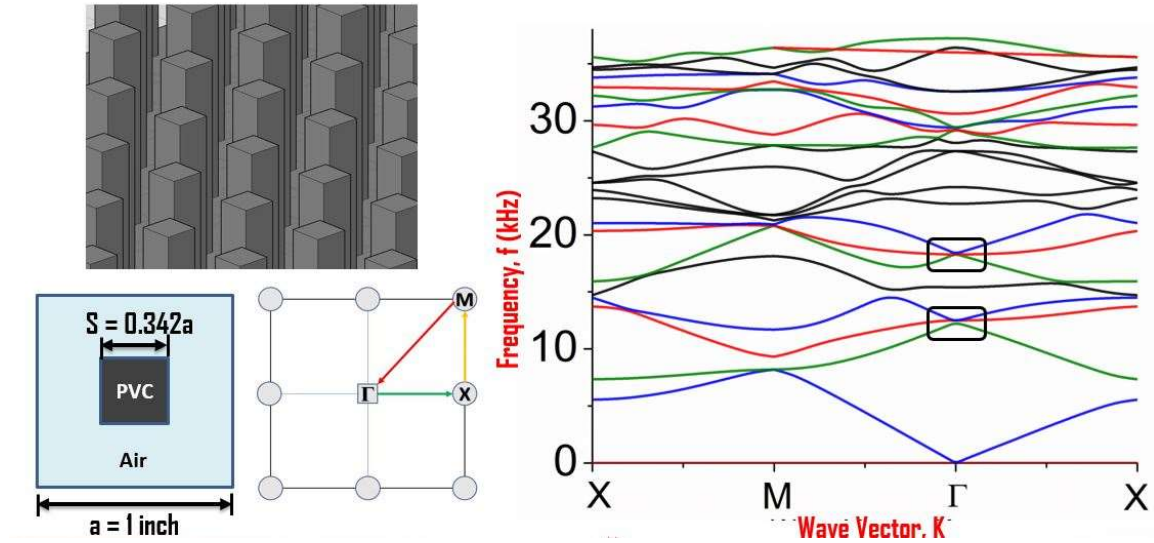 S = 0.342a
PVC
Air
a = 1 inch
M
Γ
X
Frequency, f (kHz)
30
20
10
0
X
M
Γ
X
Wave Vector, K